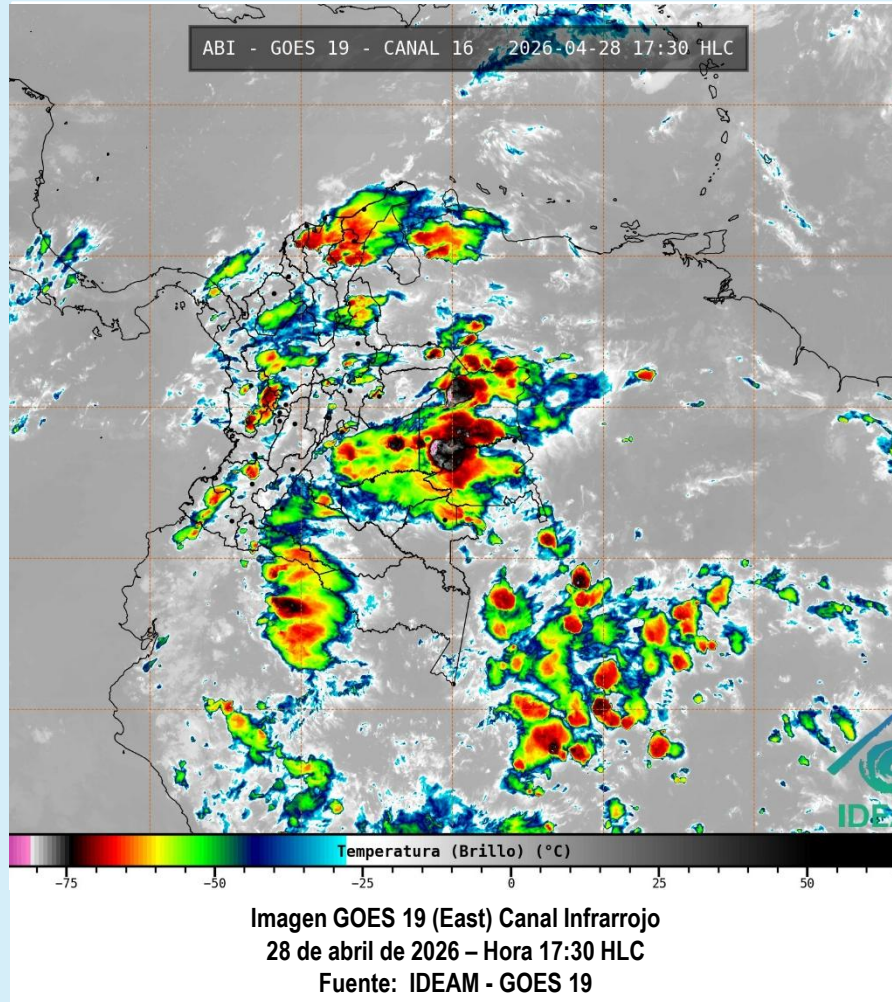 ABI - GOES 19 - CANAL 16 - 2026-04-28 17:30 HLC
IDE
Temperatura (Brillo) (°C)
−75 −50 −25 0 25 50
Imagen GOES 19 (East) Canal Infrarrojo
28 de abril de 2026 – Hora 17:30 HLC
Fuente: IDEAM - GOES 19